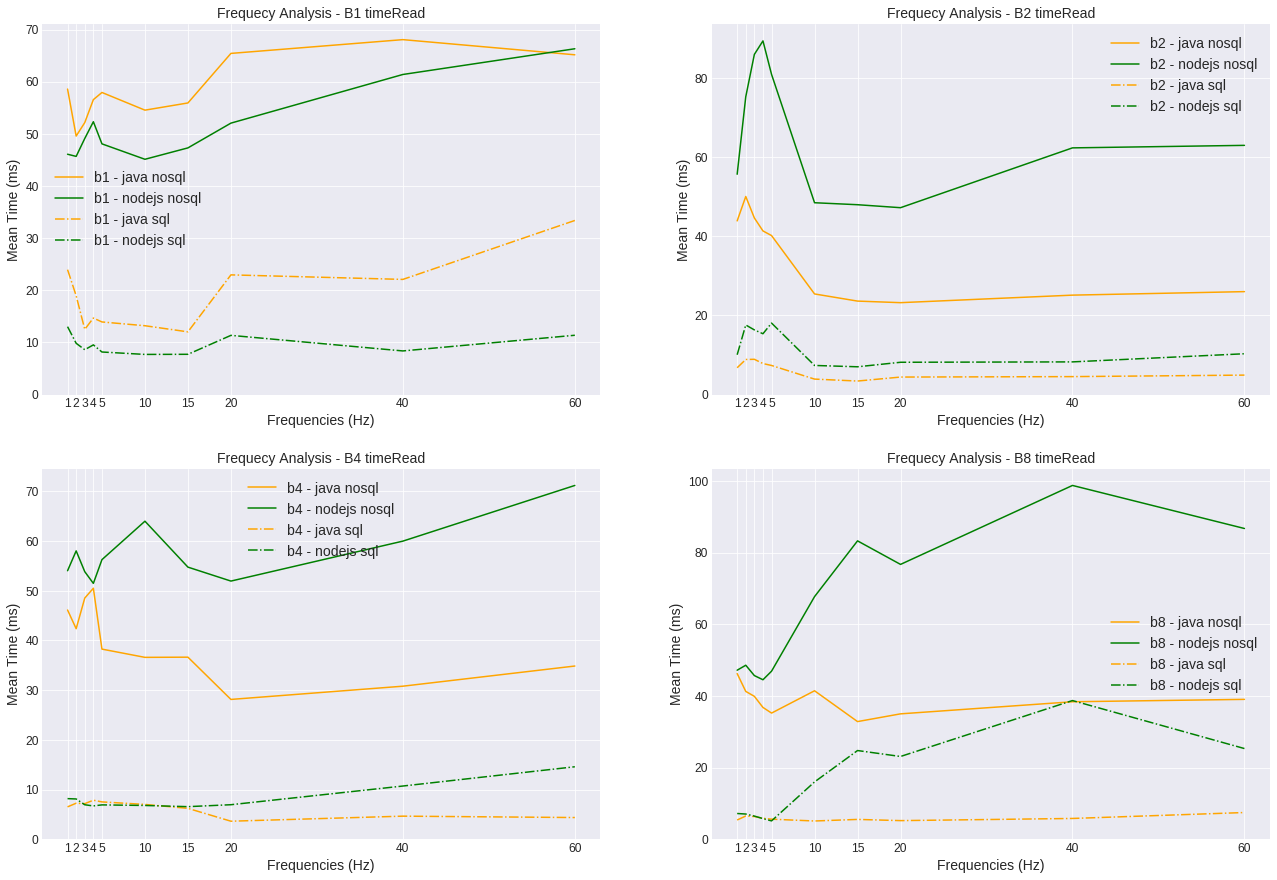 Frequecy Analysis - B1 timeRead
70
60
50
40
30
20
10
0
Mean Time (ms)
b1 - java nosql
b1 - nodejs nosql
b1 - java sql
b1 - nodejs sql
1 2 3 4 5 10 15 20 40 60
Frequencies (Hz)
Frequecy Analysis - B2 timeRead
80
60
40
20
0
Mean Time (ms)
b2 - java nosql
b2 - nodejs nosql
b2 - java sql
b2 - nodejs sql
1 2 3 4 5 10 15 20 40 60
Frequencies (Hz)
Frequecy Analysis - B4 timeRead
70
60
50
40
30
20
10
0
Mean Time (ms)
b4 - java nosql
b4 - nodejs nosql
b4 - java sql
b4 - nodejs sql
1 2 3 4 5 10 15 20 40 60
Frequencies (Hz)
Frequecy Analysis - B8 timeRead
100
80
60
40
20
0
Mean Time (ms)
b8 - java nosql
b8 - nodejs nosql
b8 - java sql
b8 - nodejs sql
1 2 3 4 5 10 15 20 40 60
Frequencies (Hz)